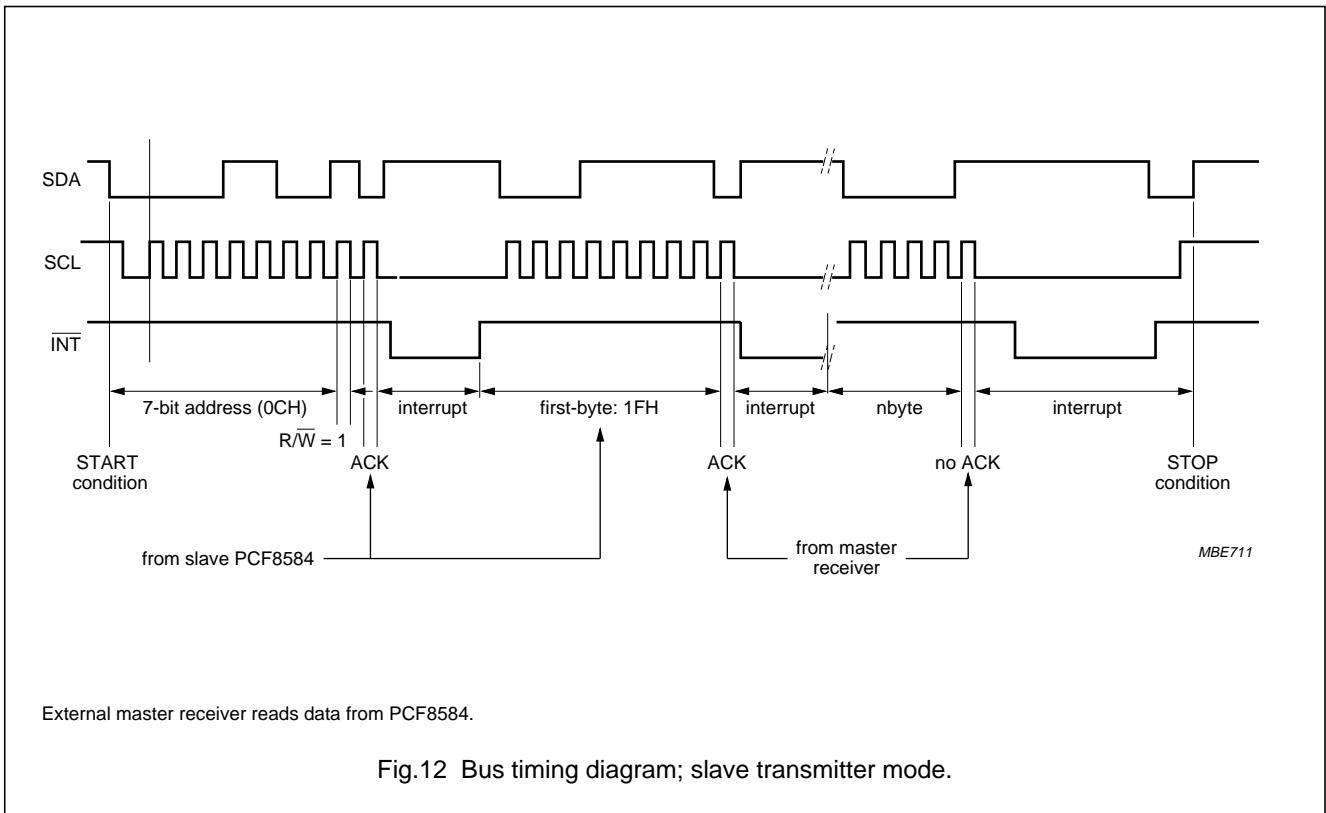 SDA
SCL
INT
7-bit address (0CH)
interrupt
first-byte: 1FH
interrupt
nbyte
interrupt
R/W = 1
START
condition
ACK
ACK
no ACK
STOP
condition
from slave PCF8584
from master
receiver
MBE711
External master receiver reads data from PCF8584.
Fig.12 Bus timing diagram; slave transmitter mode.